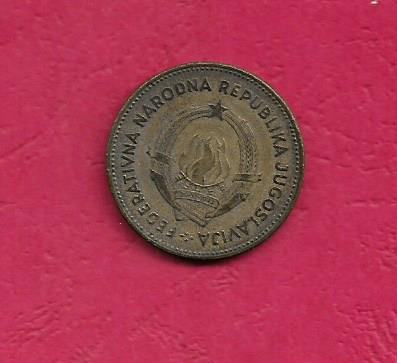 FEDERATIVNA NARODNA REPUBLIKA JUGOSLAVIJA